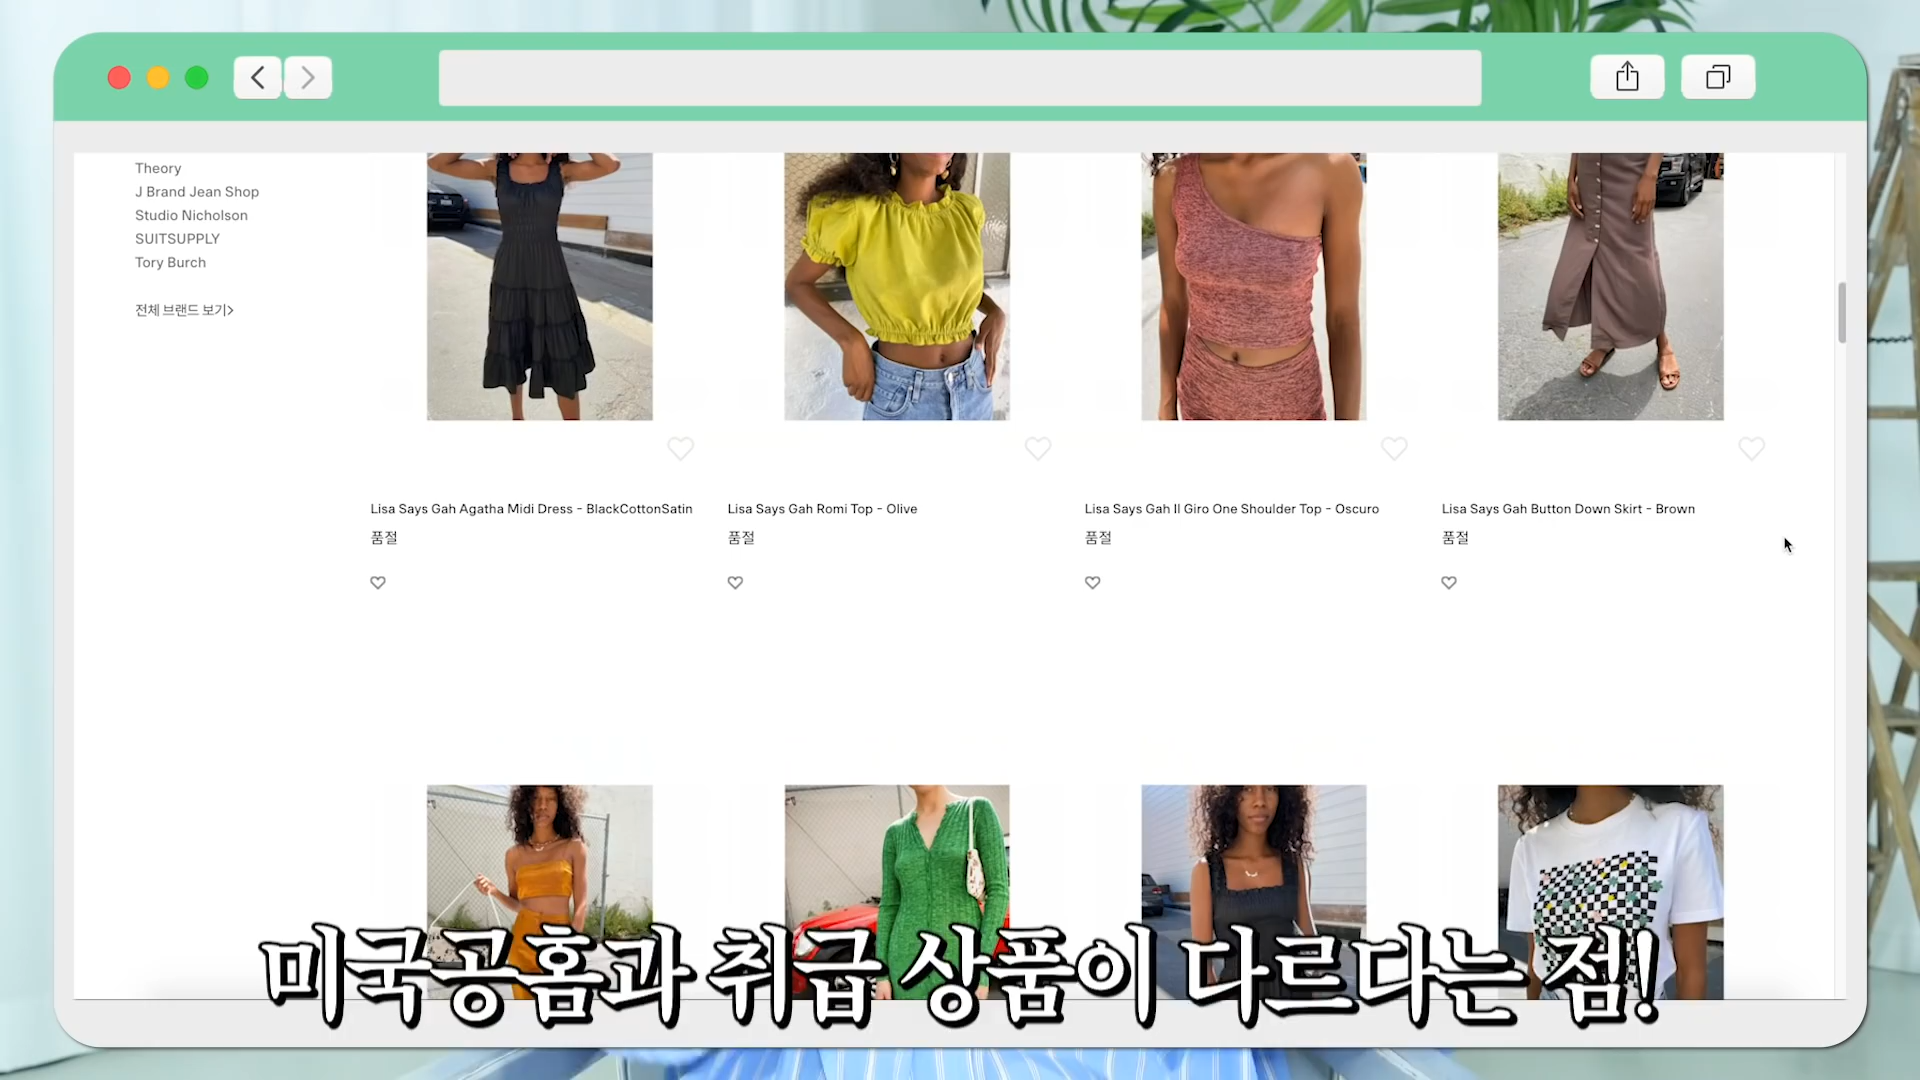 Theory
J Brand Jean Shop
Studio Nicholson
SUITSUPPLY
Tory Burch
전체 브랜드 보기>
Lisa Says Gah Agatha Midi Dress - BlackCottonSatin
품절
Lisa Says Gah Romi Top - Olive
품절
Lisa Says Gah Il Giro One Shoulder Top - Oscuro
품절
Lisa Says Gah Button Down Skirt - Brown
품절
미국공홈과 취급 상품이 다르다는 점!